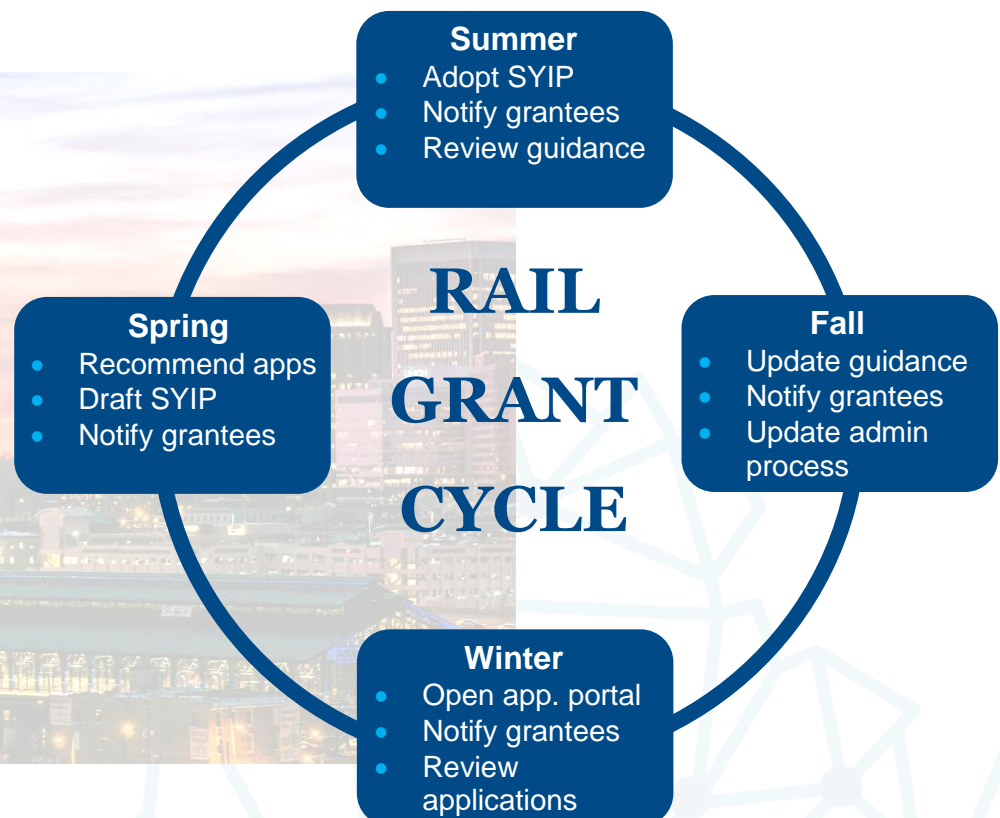 Summer
• Adopt SYIP
• Notify grantees
• Review guidance
RAIL
GRANT
CYCLE
Spring
• Recommend apps
• Draft SYIP
• Notify grantees
Fall
• Update guidance
• Notify grantees
• Update admin
process
Winter
• Open app. portal
• Notify grantees
• Review
applications